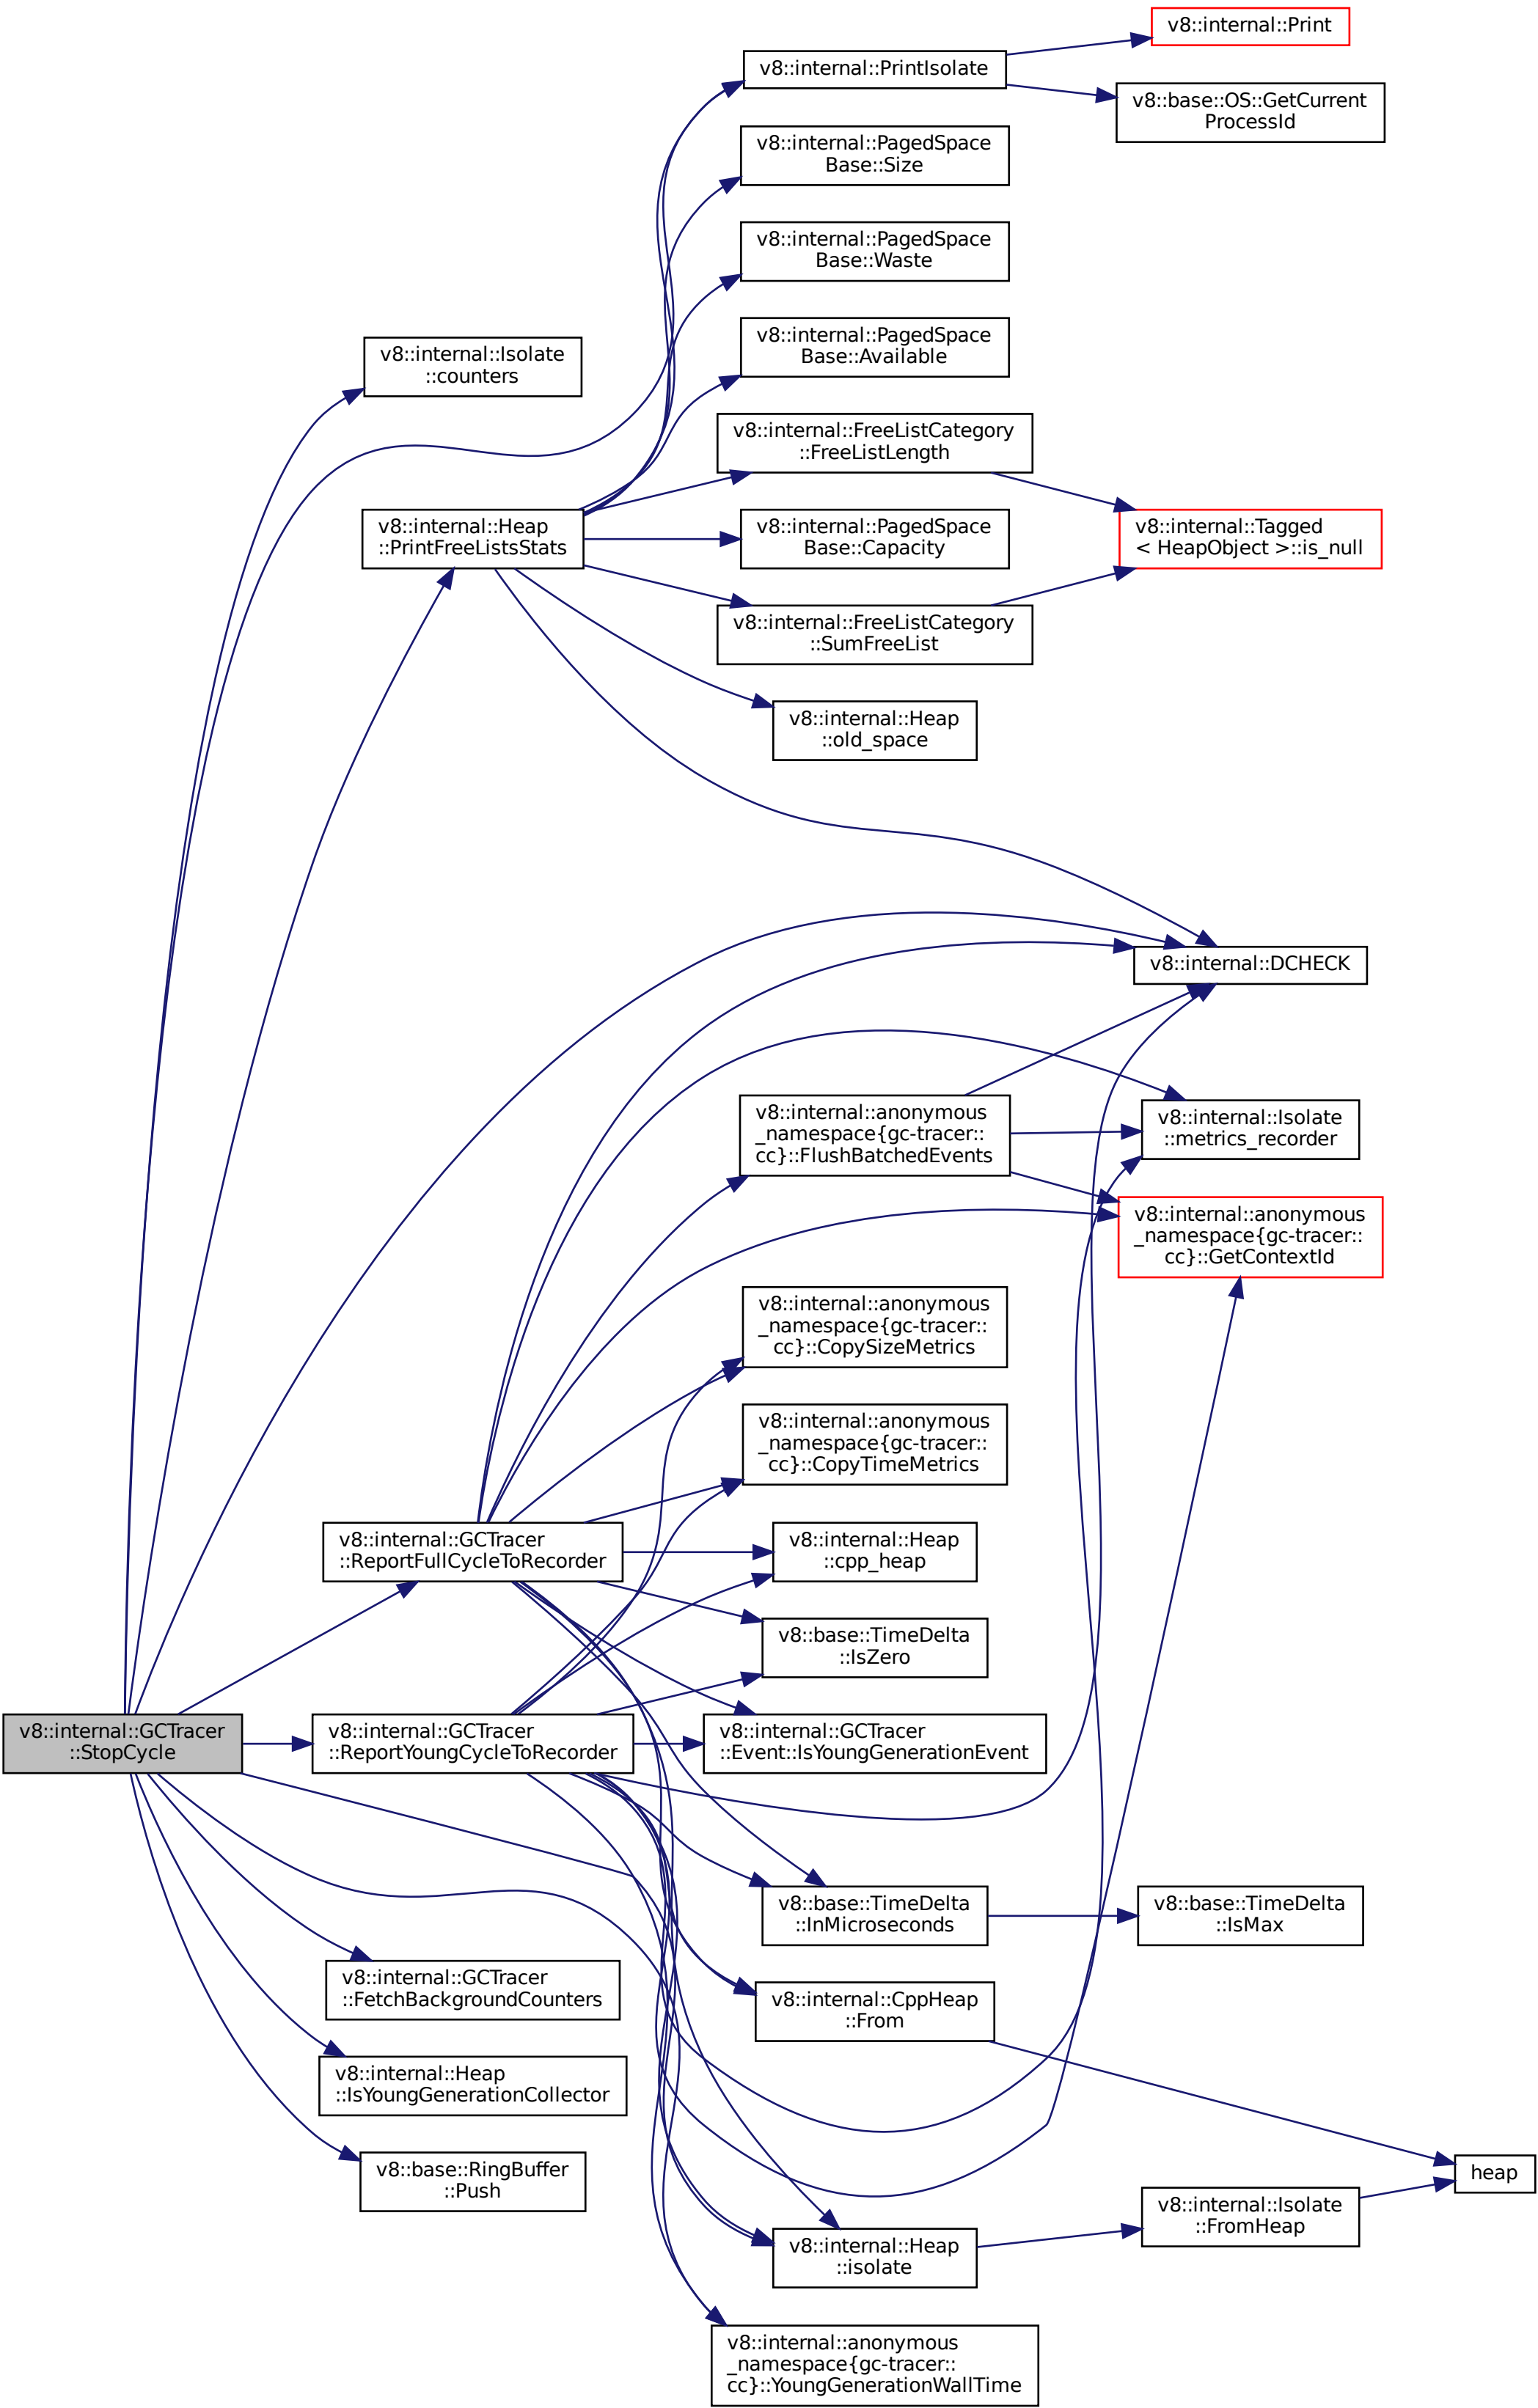 v8::internal::Print
v8::internal::PrintIsolate
v8::base::OS::GetCurrent
ProcessId
v8::internal::PagedSpace
Base::Size
v8::internal::PagedSpace
Base::Waste
v8::internal::PagedSpace
Base::Available
v8::internal::Isolate
::counters
v8::internal::FreeListCategory
::FreeListLength
v8::internal::Heap
::PrintFreeListsStats
v8::internal::PagedSpace
Base::Capacity
v8::internal::Tagged
< HeapObject >::is_null
v8::internal::FreeListCategory
::SumFreeList
v8::internal::Heap
::old_space
v8::internal::DCHECK
v8::internal::anonymous
_namespace{gc-tracer::
cc}::FlushBatchedEvents
v8::internal::Isolate
::metrics_recorder
v8::internal::anonymous
_namespace{gc-tracer::
cc}::GetContextId
v8::internal::anonymous
_namespace{gc-tracer::
cc}::CopySizeMetrics
v8::internal::anonymous
_namespace{gc-tracer::
cc}::CopyTimeMetrics
v8::internal::GCTracer
::ReportFullCycleToRecorder
v8::internal::Heap
::cpp_heap
v8::base::TimeDelta
::IsZero
v8::internal::GCTracer
::StopCycle
v8::internal::GCTracer
::ReportYoungCycleToRecorder
v8::internal::GCTracer
::Event::IsYoungGenerationEvent
v8::base::TimeDelta
::InMicroseconds
v8::base::TimeDelta
::IsMax
v8::internal::GCTracer
::FetchBackgroundCounters
v8::internal::CppHeap
::From
v8::internal::Heap
::IsYoungGenerationCollector
v8::base::RingBuffer
::Push
heap
v8::internal::Isolate
::FromHeap
v8::internal::Heap
::isolate
v8::internal::anonymous
_namespace{gc-tracer::
cc}::YoungGenerationWallTime